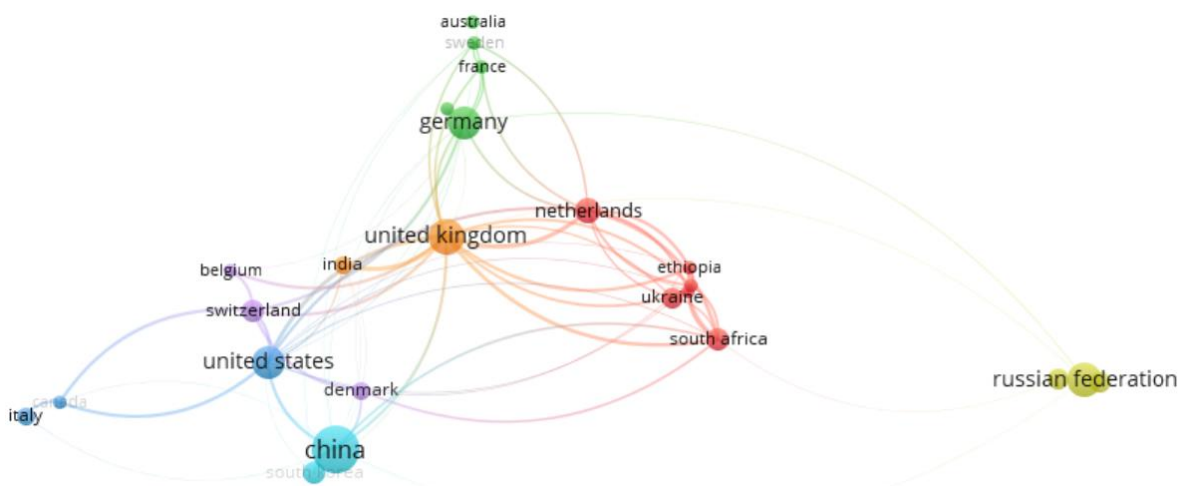 australia
sweden
france
germany
netherlands
united kingdom
india
belgium
ethiopia
ukraine
switzerland
south africa
united states
russian federation
denmark
canada
italy
china
south korea